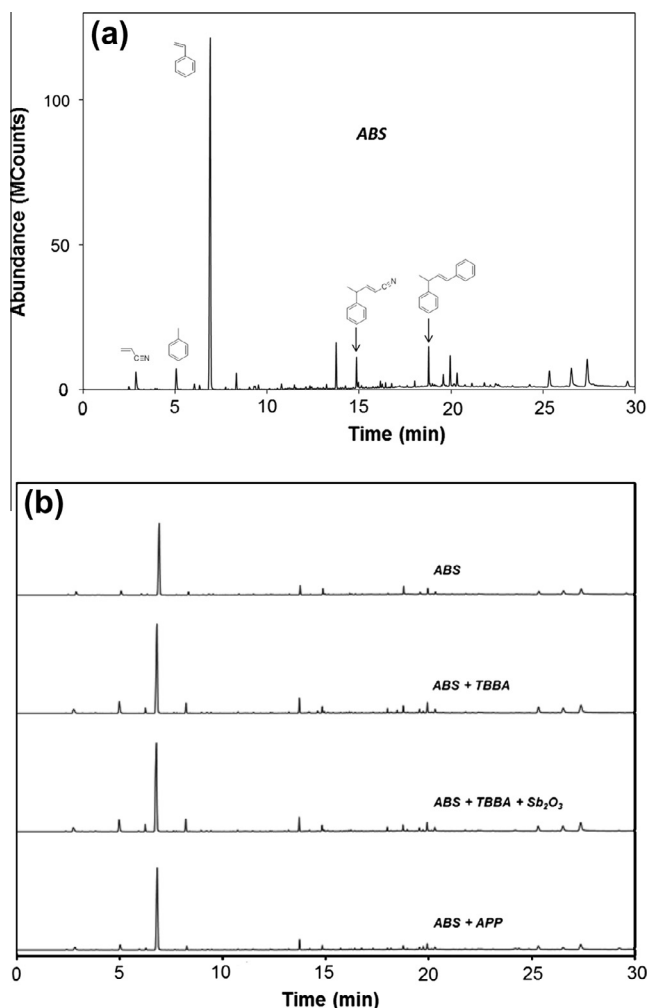 (a)
Abundance (MCounts)
100
50
0
ABS
C≡N
C≡N
0 5 10 15 20 25 30
Time (min)
(b)
ABS
ABS + TBBA
ABS + TBBA + Sb₂O₃
ABS + APP
0 5 10 15 20 25 30
Time (min)